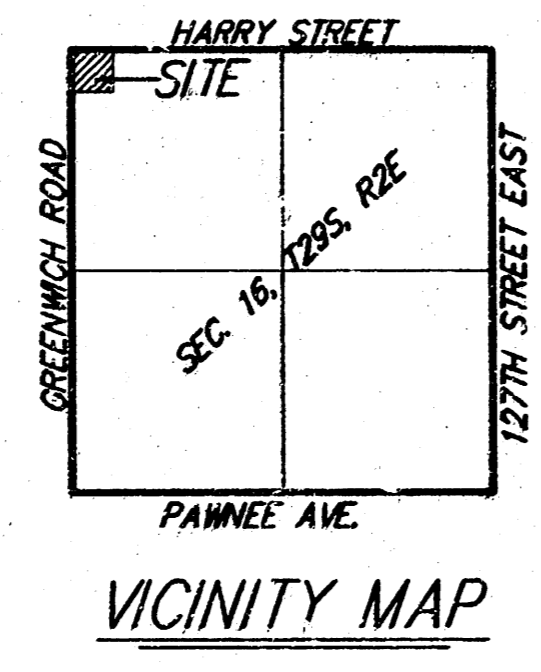 HARRY STREET
SITE
GREENWICH ROAD
SEC. 16, T29S, R2E
127TH STREET EAST
PAWNEE AVE.
VICINITY MAP